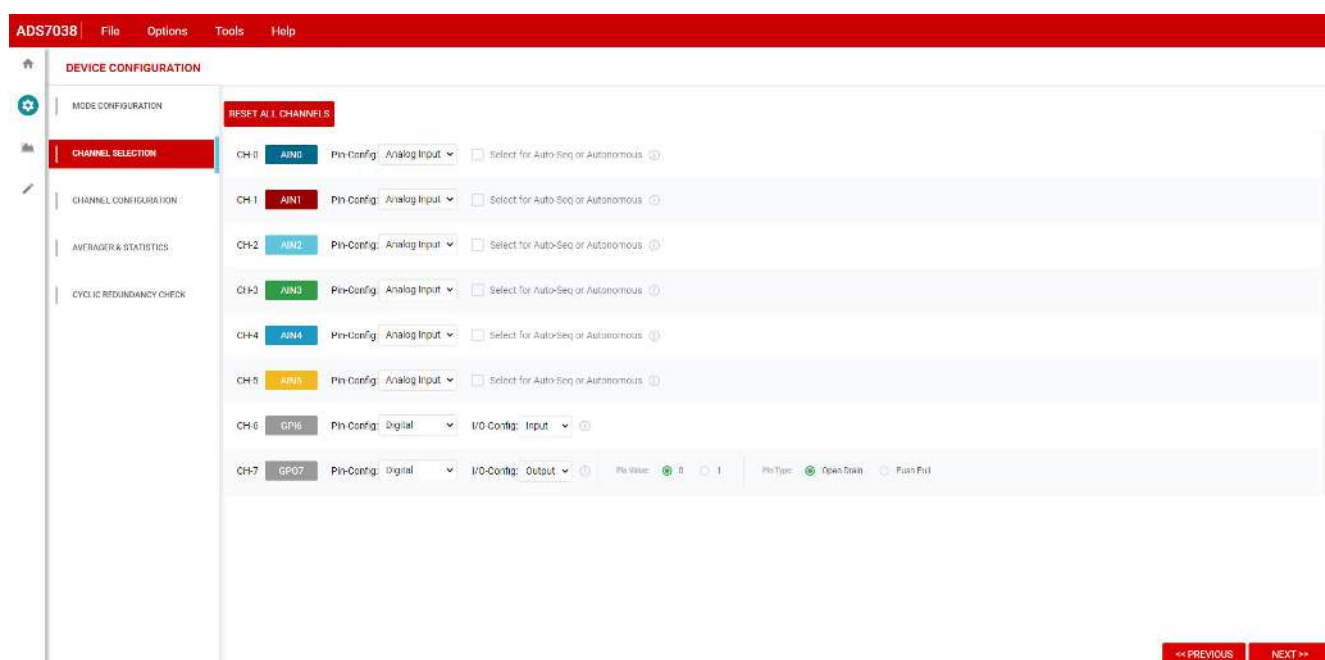 ADS7038 File Options Tools Help
DEVICE CONFIGURATION
MODE CONFIGURATION
RESET ALL CHANNELS
CHANNEL SELECTION
CH-0 AIN0 Pin-Config: Analog Input Select for Auto-Seq or Autonomous
CHANNEL CONFIGURATION
CH-1 AIN1 Pin-Config: Analog Input Select for Auto-Seq or Autonomous
AVERAGER & STATISTICS
CH-2 AIN2 Pin-Config: Analog Input Select for Auto-Seq or Autonomous
CYCLIC REDUNDANCY CHECK
CH-3 AIN3 Pin-Config: Analog Input Select for Auto-Seq or Autonomous
CH-4 AIN4 Pin-Config: Analog Input Select for Auto-Seq or Autonomous
CH-5 AIN5 Pin-Config: Analog Input Select for Auto-Seq or Autonomous
CH-6 GPI6 Pin-Config: Digital I/O-Config: Input
CH-7 GPO7 Pin-Config: Digital I/O-Config: Output Pin Value: 0 1 Pin Type: Open Drain Push Pull
<< PREVIOUS NEXT >>